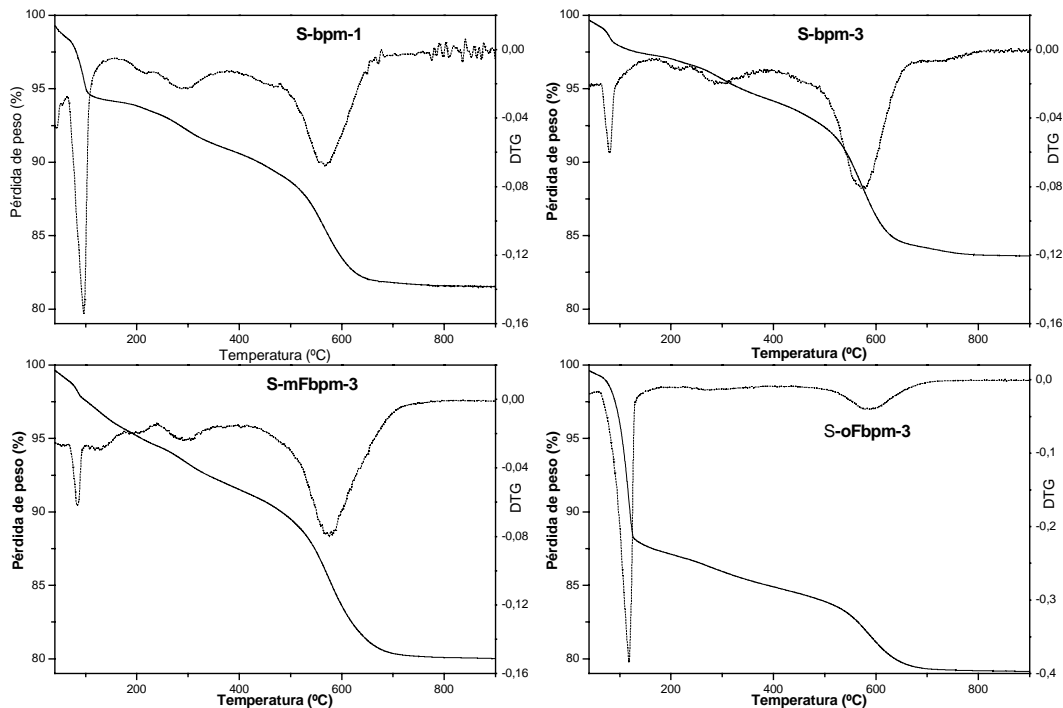 S-bpm-1
Pérdida de peso (%)
100
95
90
85
80
0,00
-0,04
-0,08
-0,12
-0,16
DTG
200 400 600 800
Temperatura (ºC)
S-bpm-3
Pérdida de peso (%)
100
95
90
85
80
0,00
-0,04
-0,08
-0,12
-0,16
DTG
200 400 600 800
Temperatura (ºC)
S-mFbpm-3
Pérdida de peso (%)
100
95
90
85
80
0,00
-0,04
-0,08
-0,12
-0,16
DTG
200 400 600 800
Temperatura (ºC)
S-oFbpm-3
Pérdida de peso (%)
100
95
90
85
80
0,0
-0,1
-0,2
-0,3
-0,4
DTG
200 400 600 800
Temperatura (ºC)